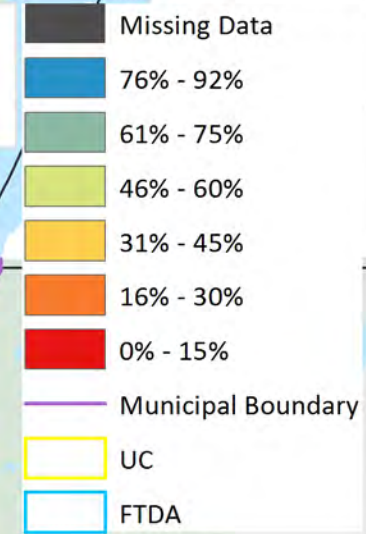 Missing Data
76% - 92%
61% - 75%
46% - 60%
31% - 45%
16% - 30%
0% - 15%
Municipal Boundary
UC
FTDA